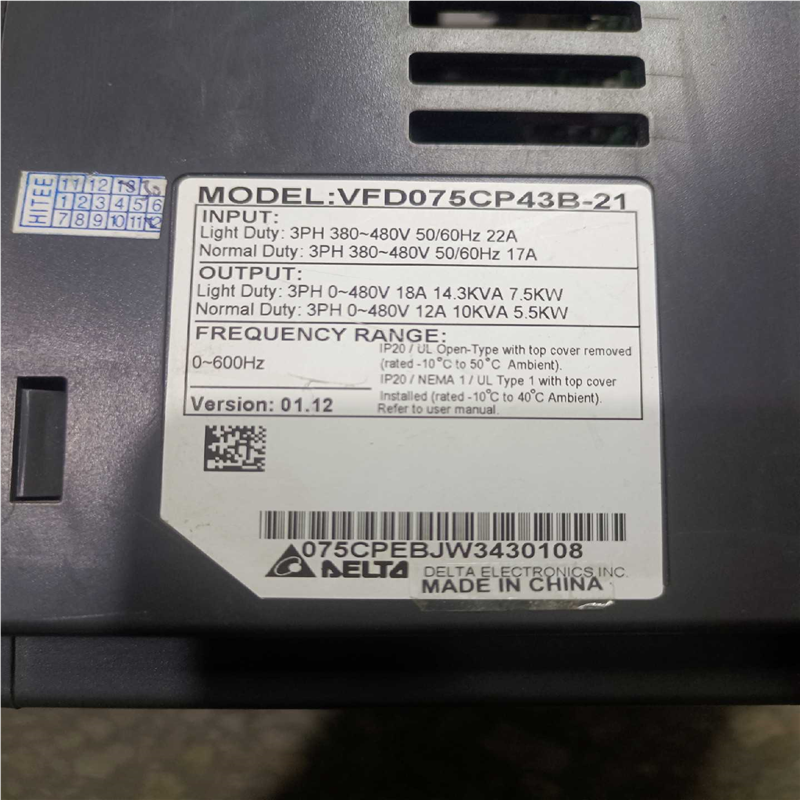 HITEE
11 12
1 2 3 4 5 6
7 8 9 10 11 12
MODEL:VFD075CP43B-21
INPUT:
Light Duty: 3PH 380~480V 50/60Hz 22A
Normal Duty: 3PH 380~480V 50/60Hz 17A
OUTPUT:
Light Duty: 3PH 0~480V 18A 14.3KVA 7.5KW
Normal Duty: 3PH 0~480V 12A 10KVA 5.5KW
FREQUENCY RANGE:
0~600Hz
IP20 / UL Open-Type with top cover removed
(rated -10°C to 50°C Ambient).
IP20 / NEMA 1 / UL Type 1 with top cover
Installed (rated -10°C to 40°C Ambient).
Refer to user manual.
Version: 01.12
075CPEBJW3430108
DELTA DELTA ELECTRONICS,INC.
MADE IN CHINA